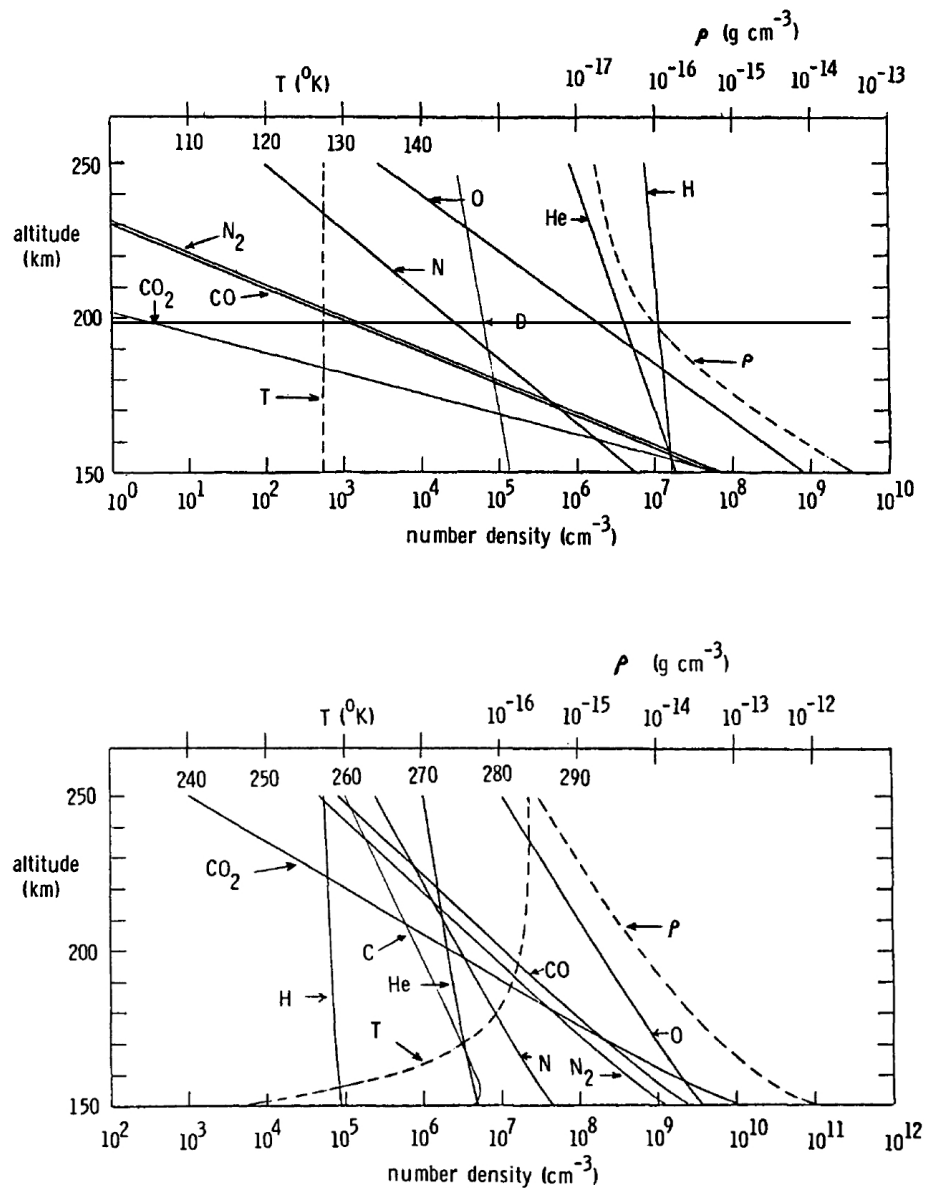 ρ (g cm⁻³)
T (⁰K)
10⁻¹⁷ 10⁻¹⁶ 10⁻¹⁵ 10⁻¹⁴ 10⁻¹³
110 120 130 140
250
O
H
He
N₂
N
altitude
(km)
CO₂
CO
200
D
ρ
T
150
10⁰ 10¹ 10² 10³ 10⁴ 10⁵ 10⁶ 10⁷ 10⁸ 10⁹ 10¹⁰
number density (cm⁻³)
ρ (g cm⁻³)
T (⁰K)
10⁻¹⁶ 10⁻¹⁵ 10⁻¹⁴ 10⁻¹³ 10⁻¹²
240 250 260 270 280 290
250
altitude
(km)
CO₂
ρ
200
C
CO
H
He
T
O
N
N₂
150
10² 10³ 10⁴ 10⁵ 10⁶ 10⁷ 10⁸ 10⁹ 10¹⁰ 10¹¹ 10¹²
number density (cm⁻³)